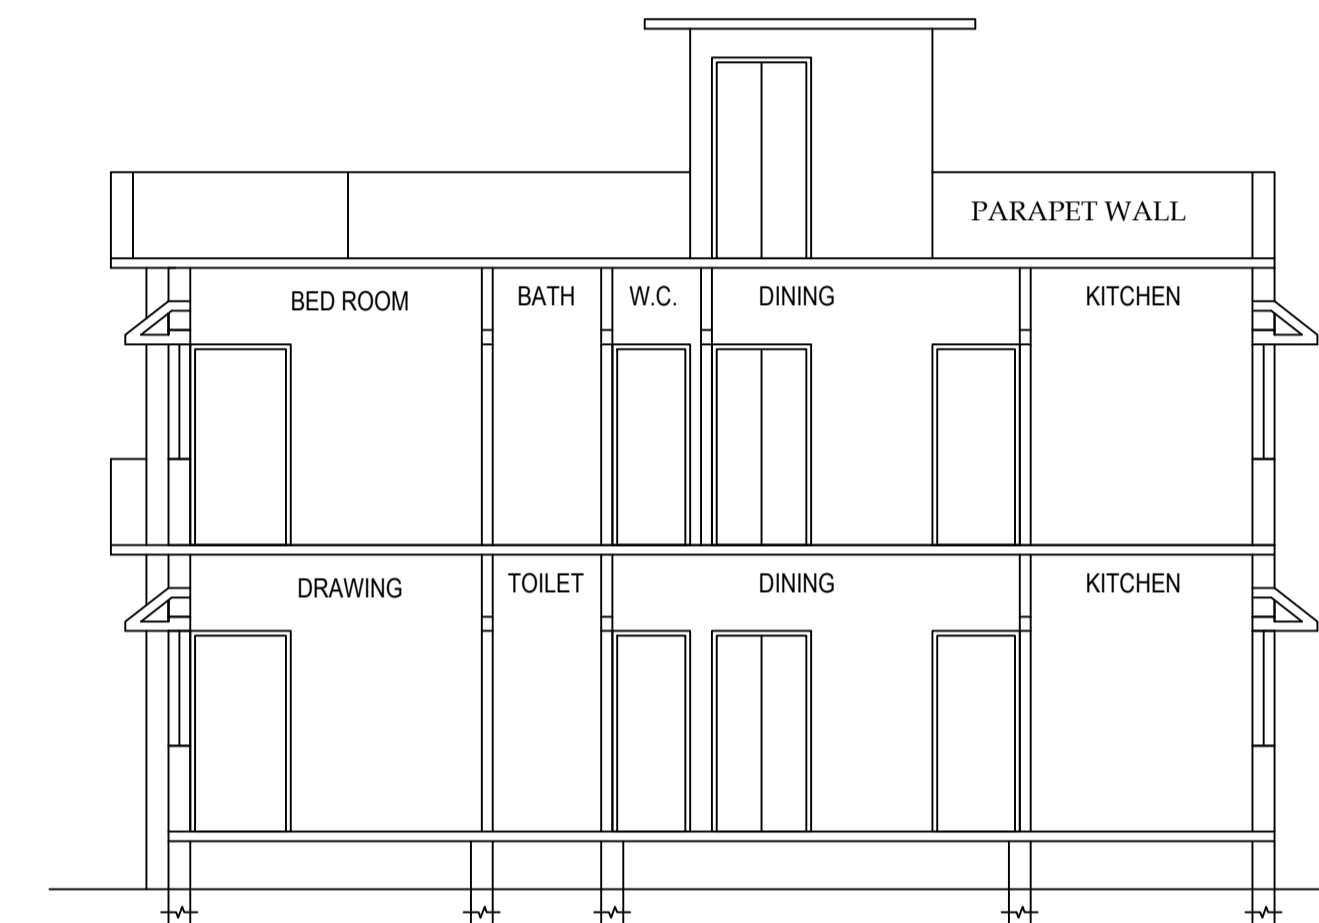 PARAPET WALL
BED ROOM
BATH
W.C.
DINING
KITCHEN
DRAWING
TOILET
DINING
KITCHEN